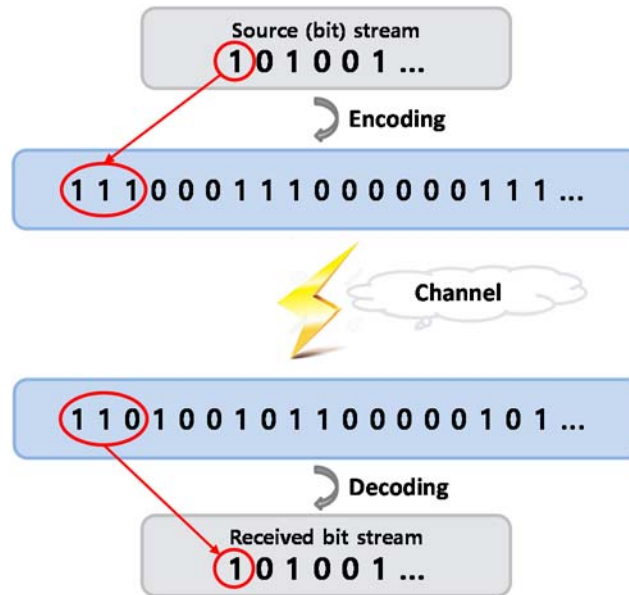 Source (bit) stream
1 0 1 0 0 1 ...
Encoding
1 1 1 0 0 0 1 1 1 0 0 0 0 0 0 1 1 1 ...
Channel
1 1 0 1 0 0 1 0 1 1 0 0 0 0 0 1 0 1 ...
Decoding
Received bit stream
1 0 1 0 0 1 ...